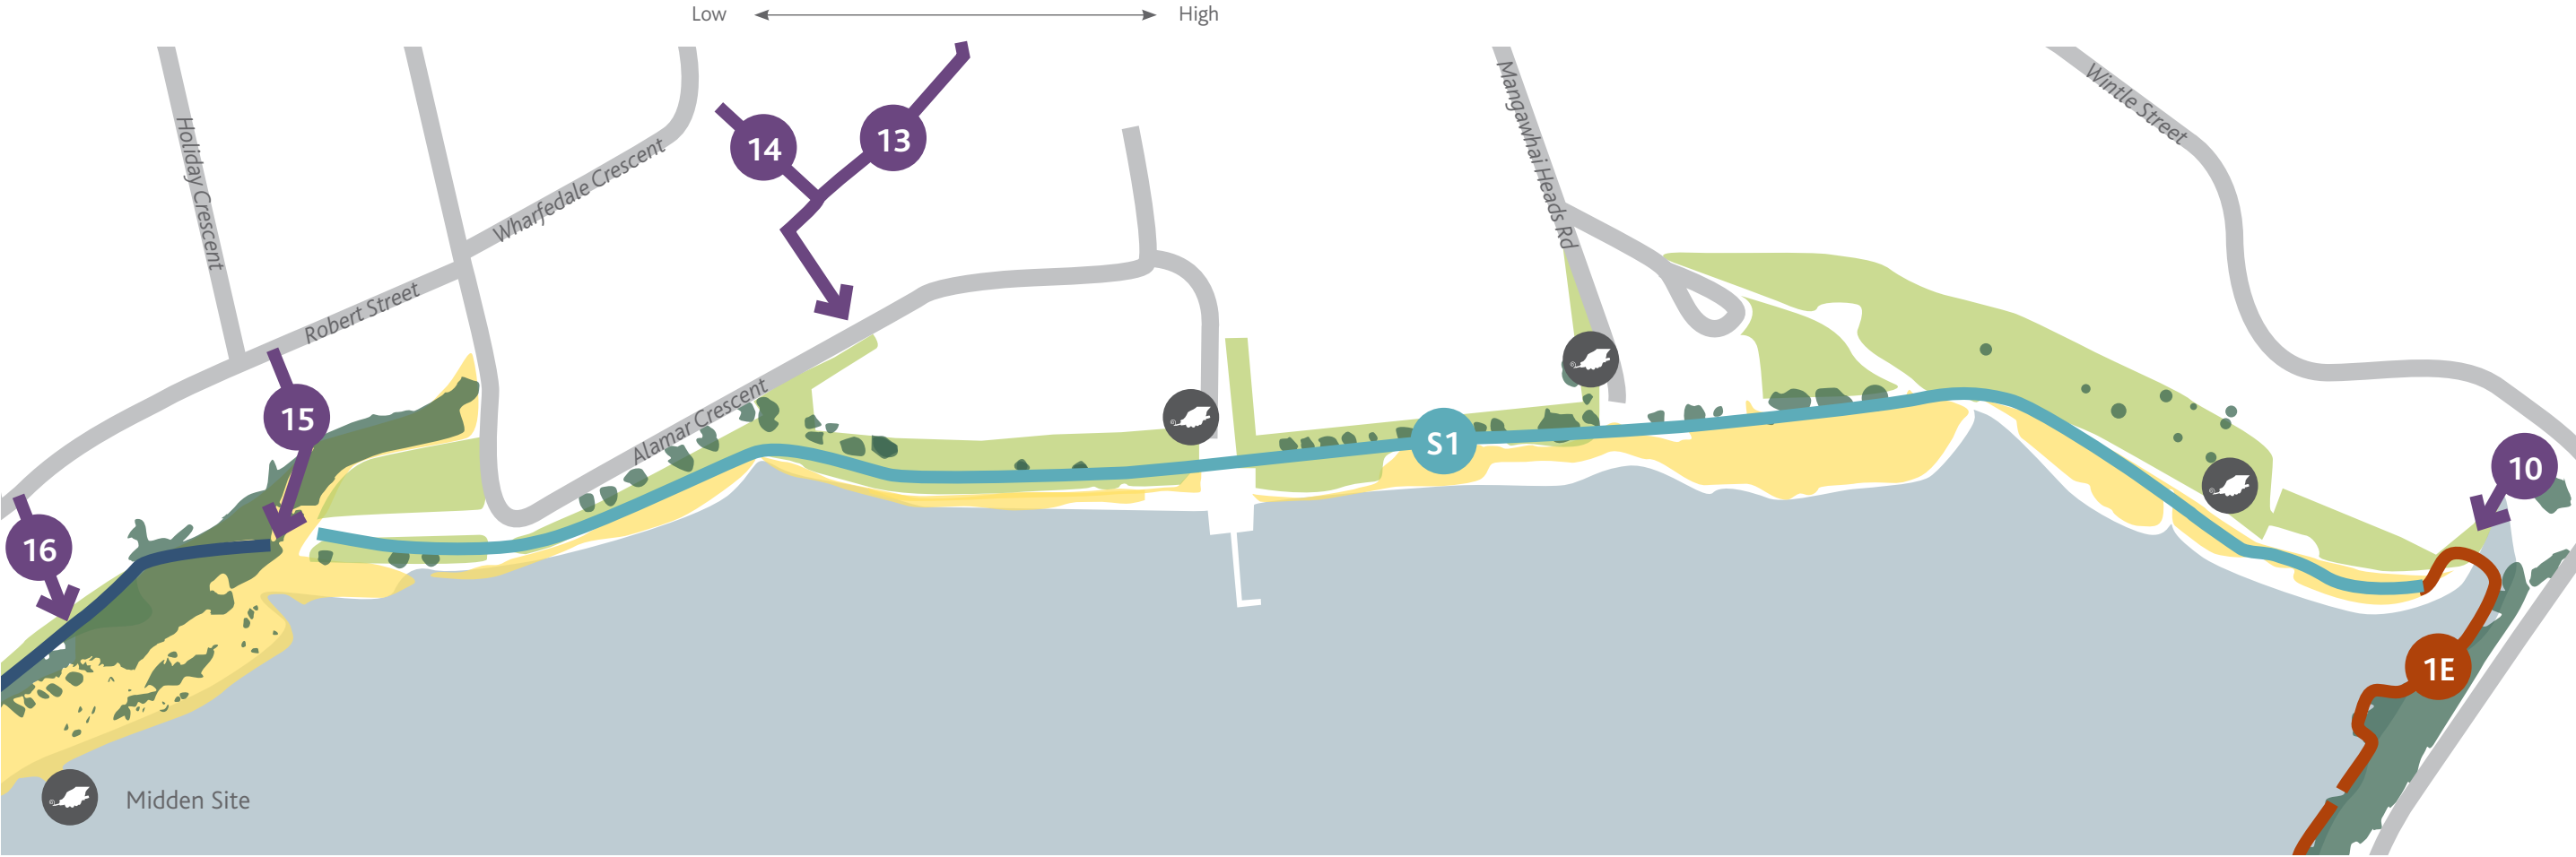 Low High
Holiday Crescent
Wharfedale Crescent
Robert Street
Alamar Crescent
Mangawhai Heads Rd
Wintle Street
14
13
15
16
S1
10
1E
Midden Site